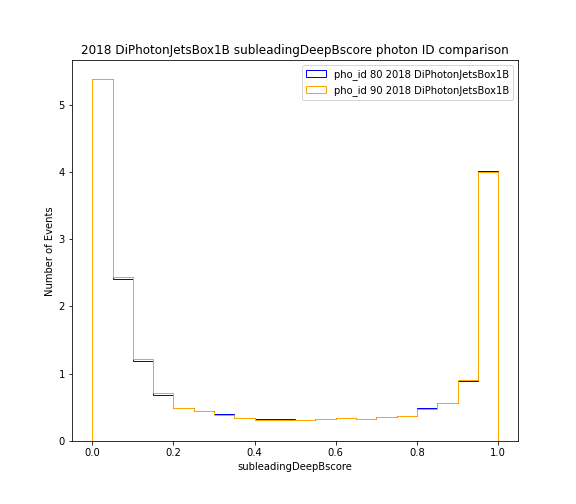 2018 DiPhotonJetsBox1B subleadingDeepBscore photon ID comparison
pho_id 80 2018 DiPhotonJetsBox1B
pho_id 90 2018 DiPhotonJetsBox1B
Number of Events
5
4
3
2
1
0
0.0 0.2 0.4 0.6 0.8 1.0
subleadingDeepBscore